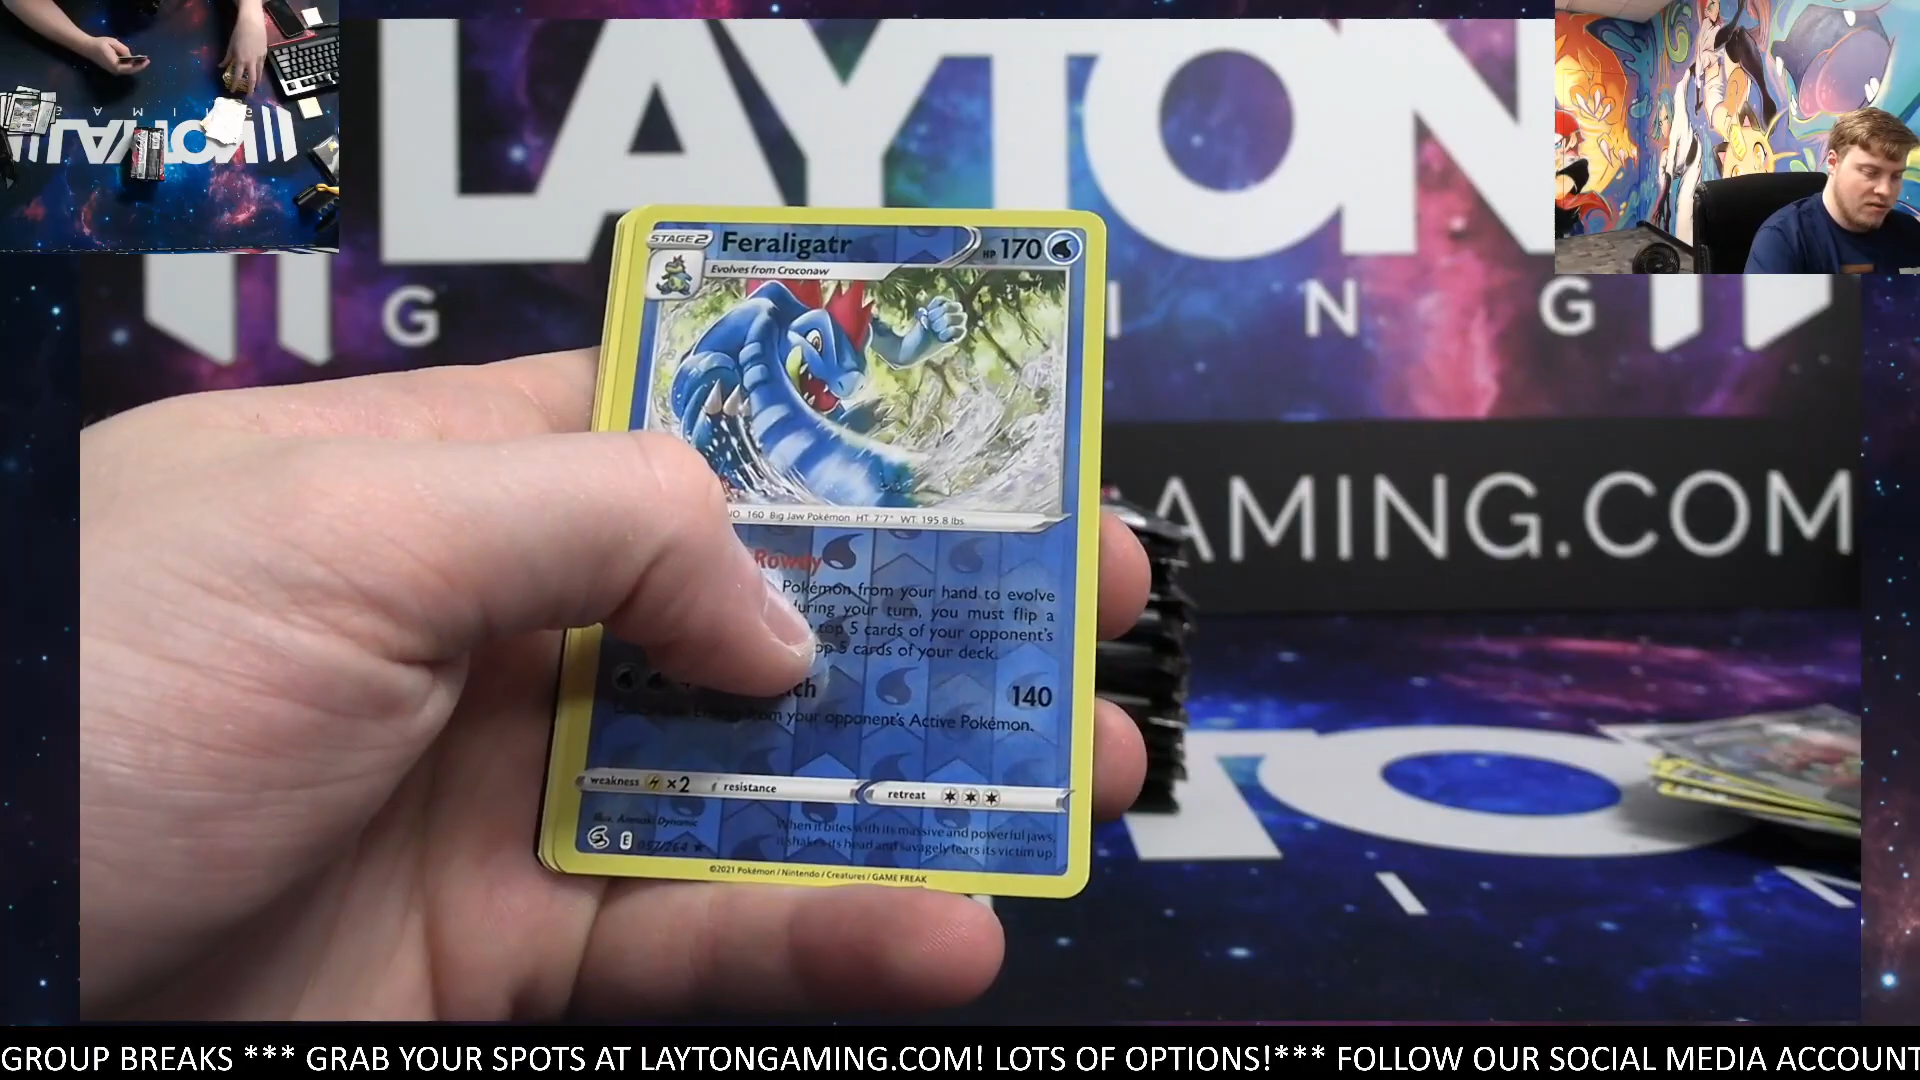 LAYTON
G
N
G
STAGE 2 Feraligatr HP 170
Evolves from Croconaw
NO. 160 Big Jaw Pokémon HT: 7'7" WT: 195.8 lbs.
Rowdy
Pokémon from your hand to evolve
during your turn, you must flip a
top 5 cards of your opponent's
top 5 cards of your deck.
140
from your opponent's Active Pokémon.
weakness ×2 resistance retreat
When it bites with its massive and powerful jaws,
it shakes its head and savagely tears its victim up.
E 057/264
©2021 Pokémon / Nintendo / Creatures / GAME FREAK
AMING.COM
GROUP BREAKS *** GRAB YOUR SPOTS AT LAYTONGAMING.COM! LOTS OF OPTIONS!*** FOLLOW OUR SOCIAL MEDIA ACCOUNT